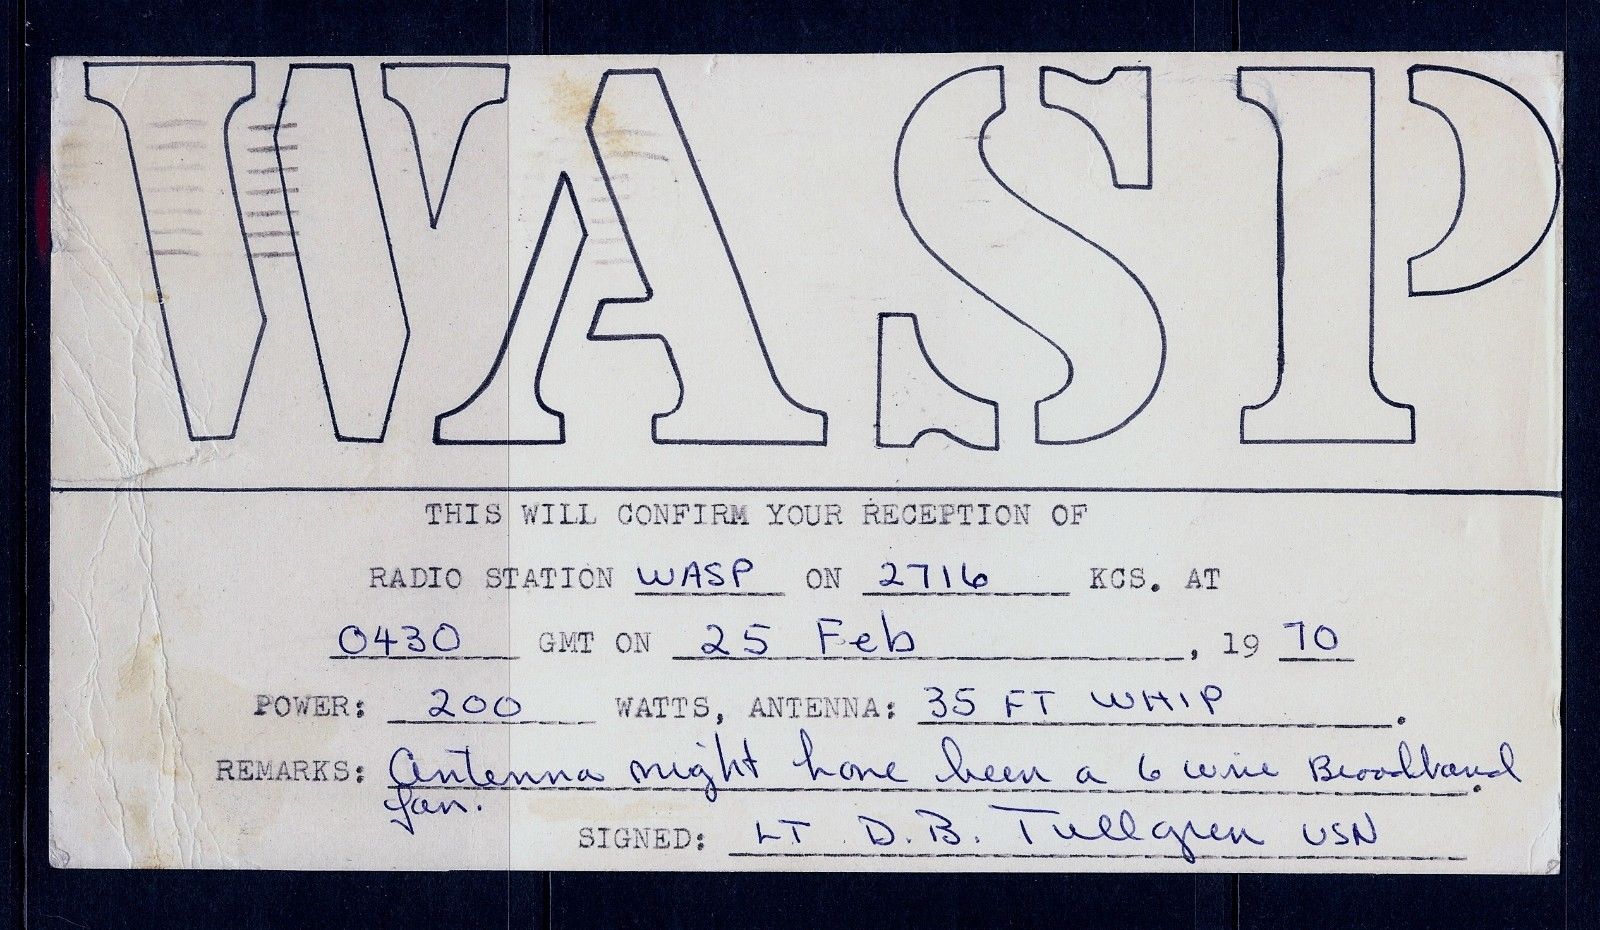 WASP
THIS WILL CONFIRM YOUR RECEPTION OF
RADIO STATION WASP ON 2716 KCS. AT
0430 GMT ON 25 Feb, 19 70
POWER: 200 WATTS, ANTENNA: 35 FT WHIP.
REMARKS: Antenna might have been a 6 wire Broadband.
fan.
SIGNED: LT D.B. Tullgren USN